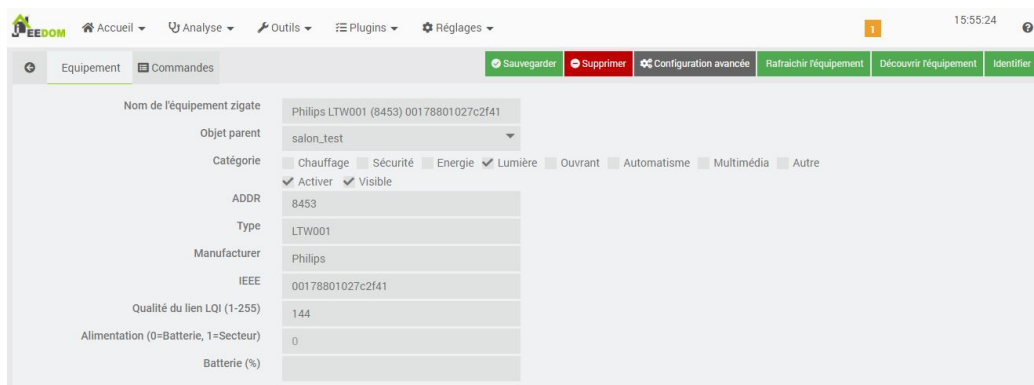 JEEDOM Accueil Analyse Outils Plugins Réglages 1 15:55:24
Equipement Commandes Sauvegarder Supprimer Configuration avancée Rafraichir l'équipement Découvrir l'équipement Identifier
Nom de l'équipement zigate Philips LTW001 (8453) 00178801027c2f41
Objet parent salon_test
Catégorie Chauffage Sécurité Energie Lumière Ouvrant Automatisme Multimédia Autre
Activer Visible
ADDR 8453
Type LTW001
Manufacturer Philips
IEEE 00178801027c2f41
Qualité du lien LQI (1-255) 144
Alimentation (0=Batterie, 1=Secteur) 0
Batterie (%)